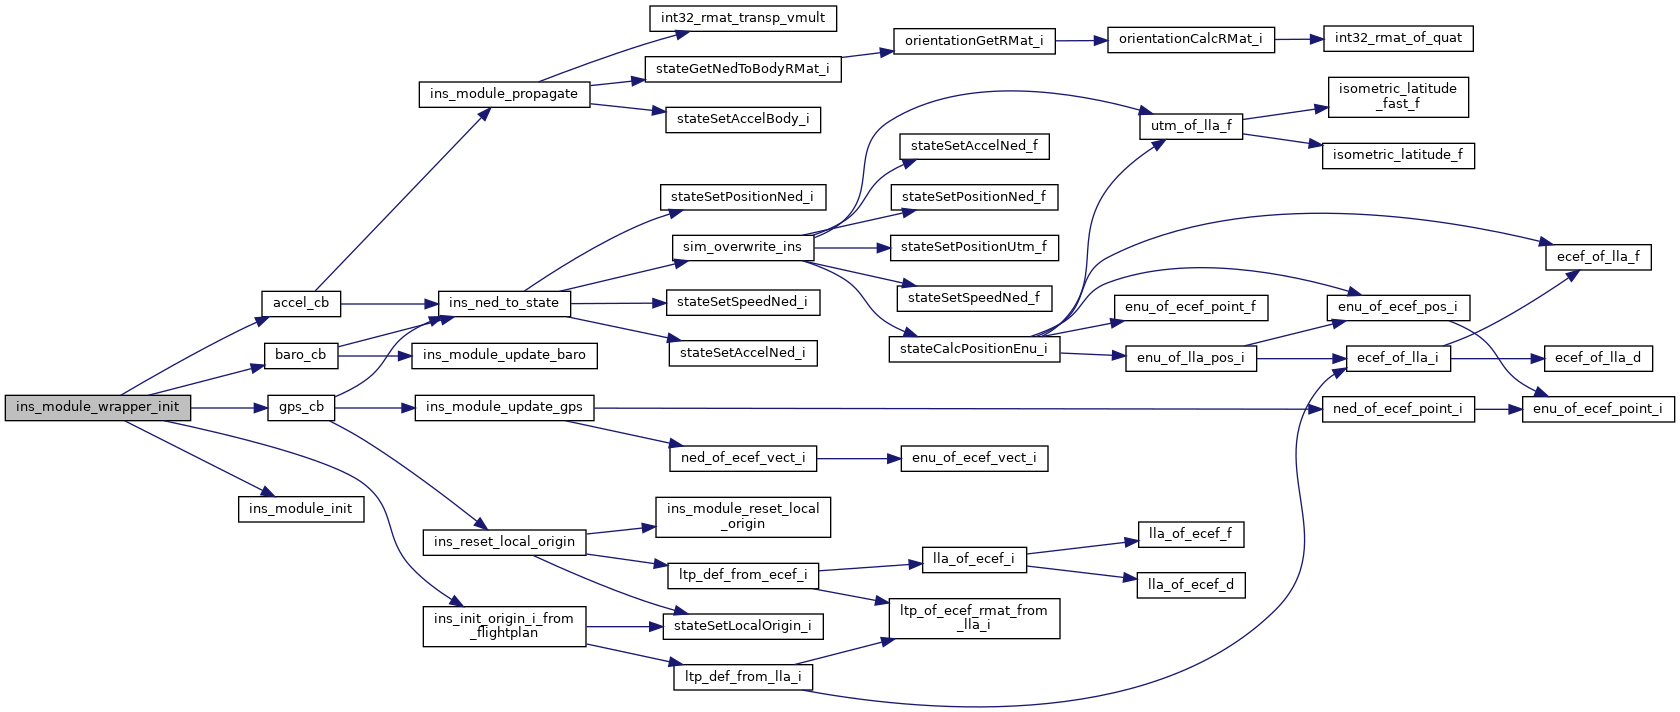 int32_rmat_transp_vmult
orientationGetRMat_i
orientationCalcRMat_i
int32_rmat_of_quat
stateGetNedToBodyRMat_i
ins_module_propagate
isometric_latitude
_fast_f
stateSetAccelBody_i
utm_of_lla_f
stateSetAccelNed_f
isometric_latitude_f
stateSetPositionNed_i
stateSetPositionNed_f
sim_overwrite_ins
stateSetPositionUtm_f
ecef_of_lla_f
accel_cb
ins_ned_to_state
stateSetSpeedNed_i
stateSetSpeedNed_f
enu_of_ecef_point_f
enu_of_ecef_pos_i
baro_cb
ins_module_update_baro
stateSetAccelNed_i
stateCalcPositionEnu_i
enu_of_lla_pos_i
ecef_of_lla_i
ecef_of_lla_d
ins_module_wrapper_init
gps_cb
ins_module_update_gps
ned_of_ecef_point_i
enu_of_ecef_point_i
ned_of_ecef_vect_i
enu_of_ecef_vect_i
ins_module_init
ins_module_reset_local
_origin
ins_reset_local_origin
lla_of_ecef_f
lla_of_ecef_i
ltp_def_from_ecef_i
lla_of_ecef_d
ins_init_origin_i_from
_flightplan
stateSetLocalOrigin_i
ltp_of_ecef_rmat_from
_lla_i
ltp_def_from_lla_i